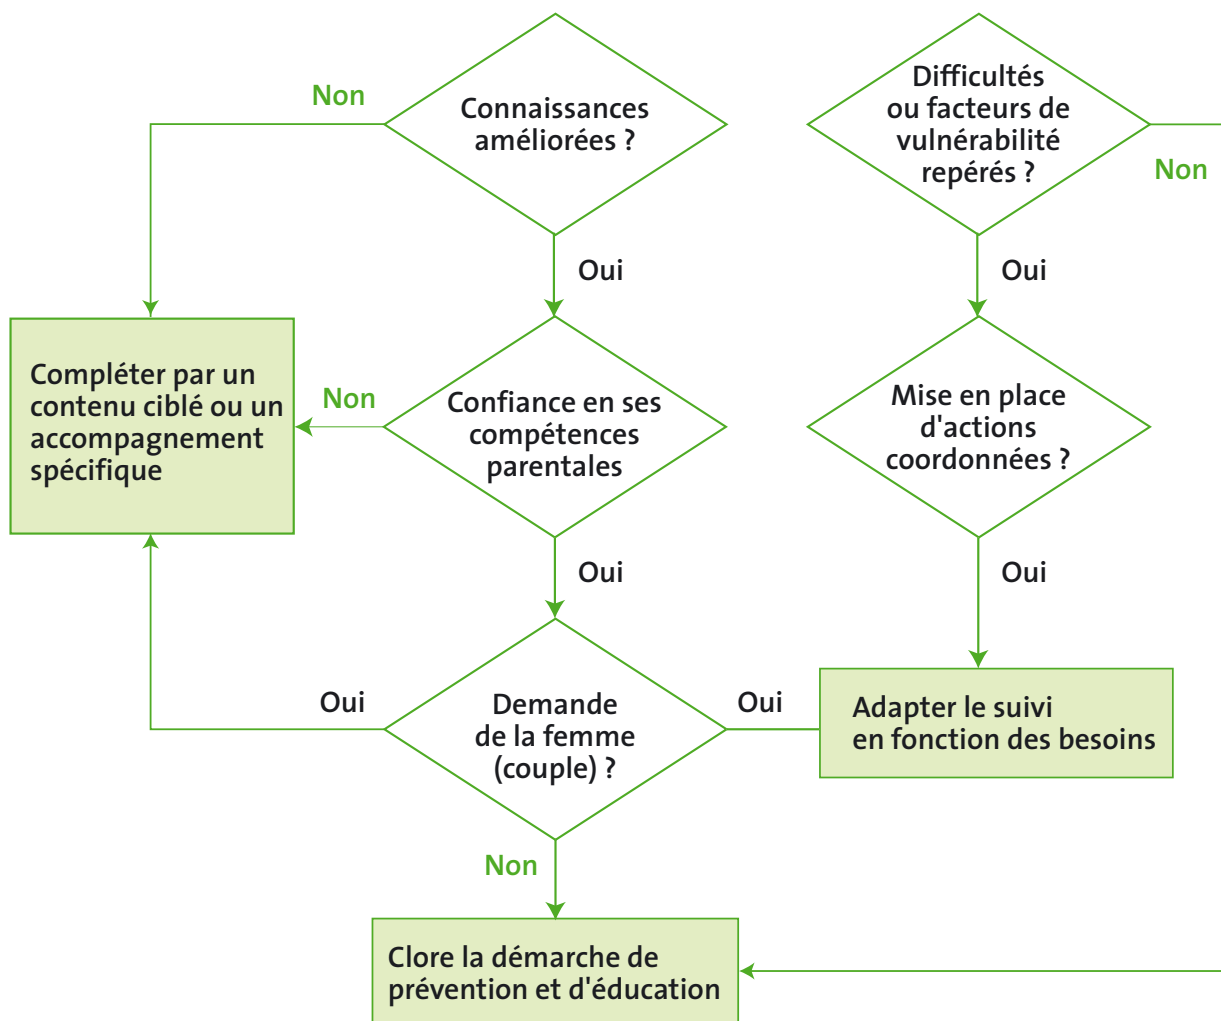 Non
Connaissances
améliorées ?
Difficultés
ou facteurs de
vulnérabilité
repérés ?
Non
Oui
Oui
Compléter par un
contenu ciblé ou un
accompagnement
spécifique
Non
Confiance en ses
compétences
parentales
Mise en place
d'actions
coordonnées ?
Oui
Oui
Oui
Demande
de la femme
(couple) ?
Oui
Adapter le suivi
en fonction des besoins
Non
Clore la démarche de
prévention et d'éducation